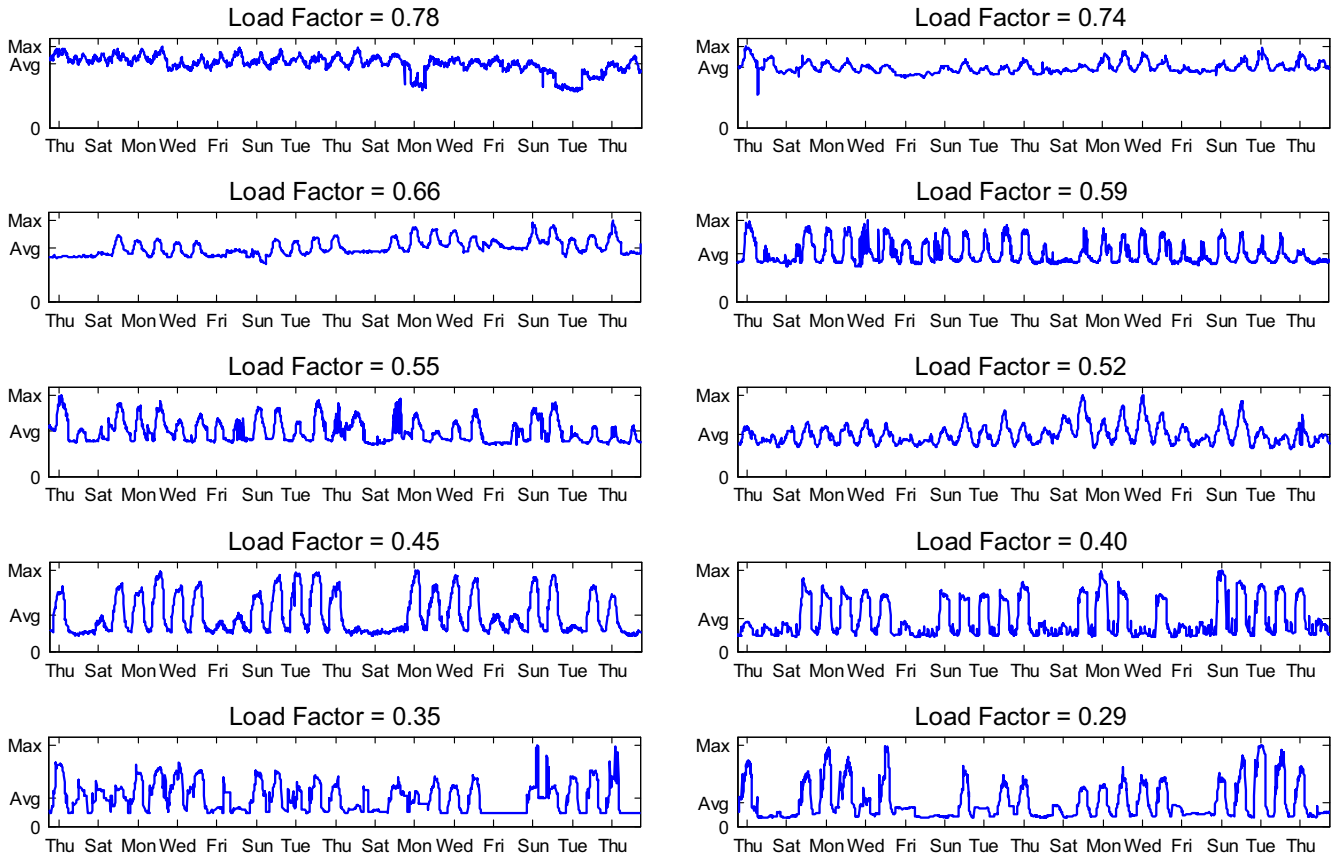 Load Factor = 0.78
Max
Avg
0
Thu Sat Mon Wed Fri Sun Tue Thu Sat Mon Wed Fri Sun Tue Thu
Load Factor = 0.74
Max
Avg
0
Thu Sat Mon Wed Fri Sun Tue Thu Sat Mon Wed Fri Sun Tue Thu
Load Factor = 0.66
Max
Avg
0
Thu Sat Mon Wed Fri Sun Tue Thu Sat Mon Wed Fri Sun Tue Thu
Load Factor = 0.59
Max
Avg
0
Thu Sat Mon Wed Fri Sun Tue Thu Sat Mon Wed Fri Sun Tue Thu
Load Factor = 0.55
Max
Avg
0
Thu Sat Mon Wed Fri Sun Tue Thu Sat Mon Wed Fri Sun Tue Thu
Load Factor = 0.52
Max
Avg
0
Thu Sat Mon Wed Fri Sun Tue Thu Sat Mon Wed Fri Sun Tue Thu
Load Factor = 0.45
Max
Avg
0
Thu Sat Mon Wed Fri Sun Tue Thu Sat Mon Wed Fri Sun Tue Thu
Load Factor = 0.40
Max
Avg
0
Thu Sat Mon Wed Fri Sun Tue Thu Sat Mon Wed Fri Sun Tue Thu
Load Factor = 0.35
Max
Avg
0
Thu Sat Mon Wed Fri Sun Tue Thu Sat Mon Wed Fri Sun Tue Thu
Load Factor = 0.29
Max
Avg
0
Thu Sat Mon Wed Fri Sun Tue Thu Sat Mon Wed Fri Sun Tue Thu